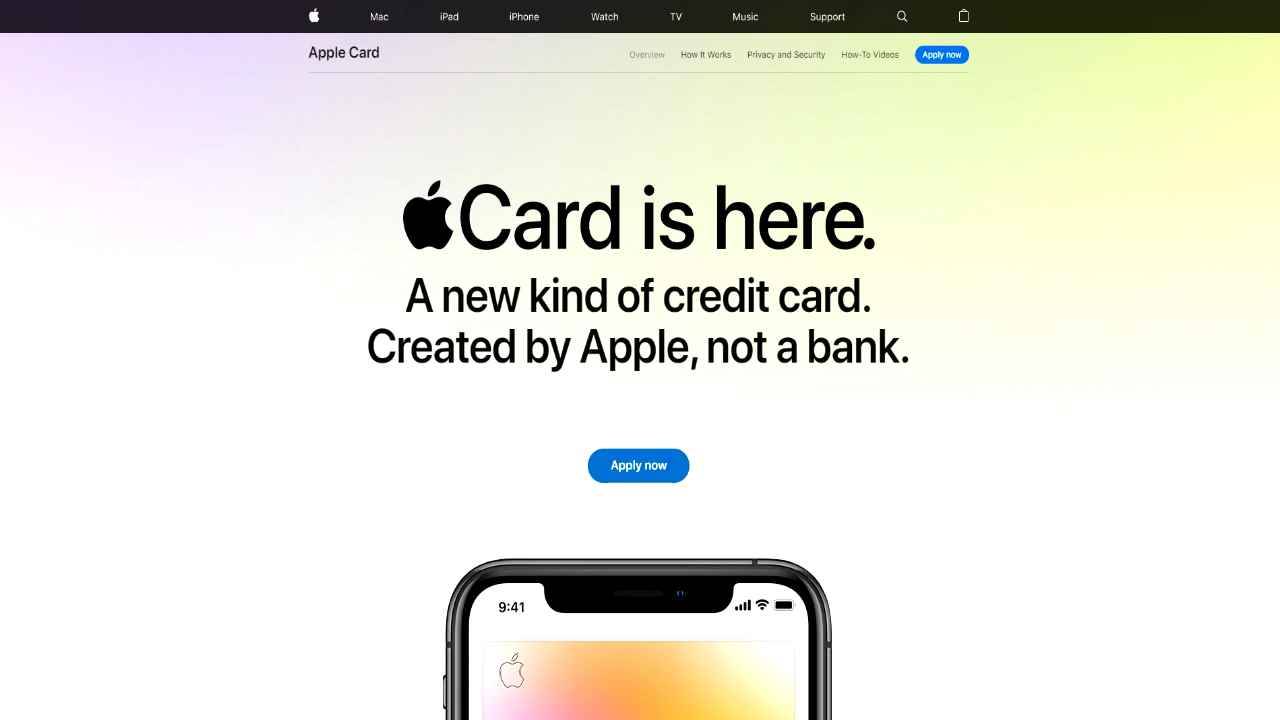 Mac iPad iPhone Watch TV Music Support
Apple Card Overview How It Works Privacy and Security How-To Videos Apply now
Card is here.
A new kind of credit card.
Created by Apple, not a bank.
Apply now
9:41